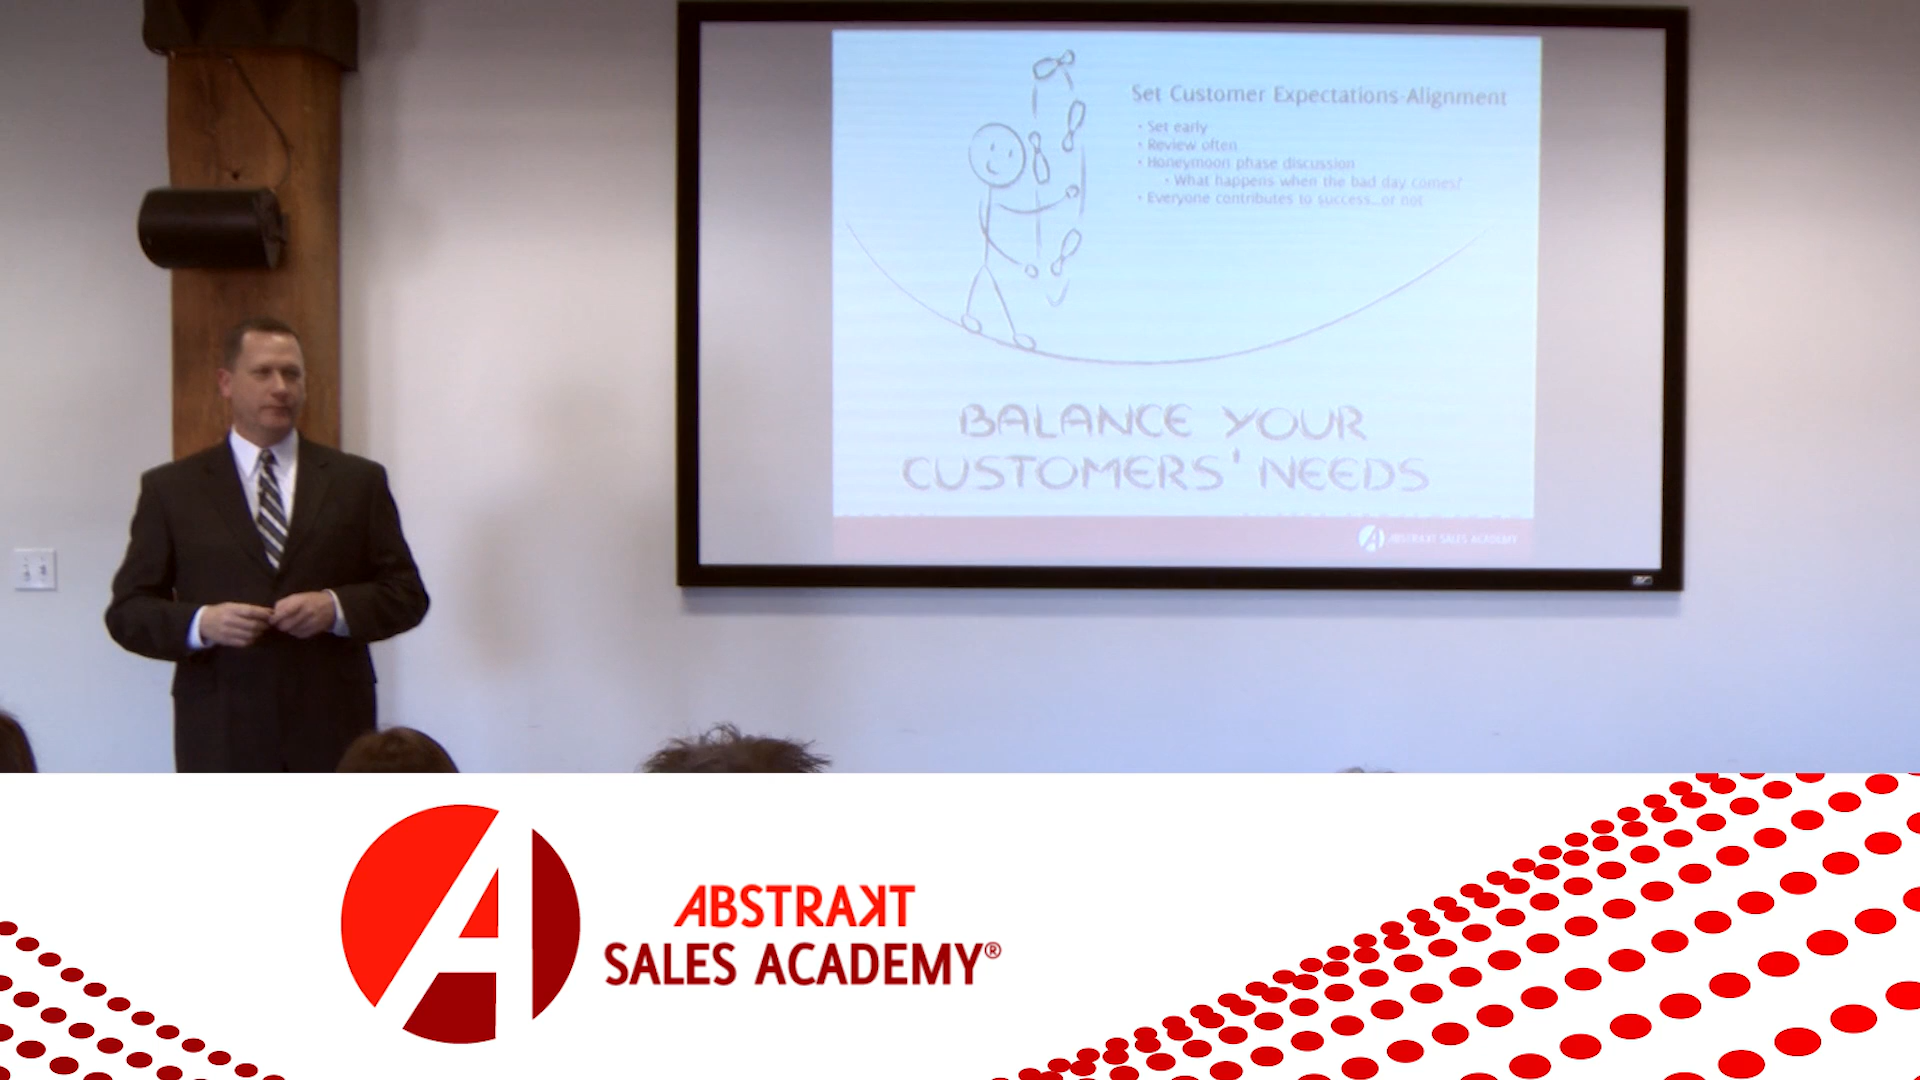 Set Customer Expectations Alignment
• Set early
• Review often
• Honeymoon phase discussion
• What happens when the bad day comes?
• Everyone contributes to success...or not
BALANCE YOUR
CUSTOMERS' NEEDS
ABSTRAKT SALES ACADEMY
ABSTRAKT
SALES ACADEMY®